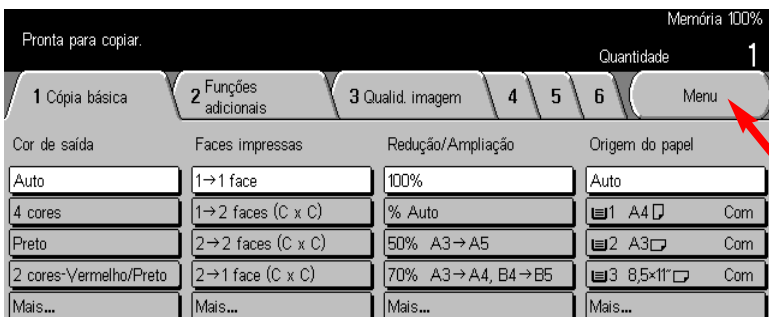 Memória 100%
Pronta para copiar.
Quantidade 1
1 Cópia básica
2 Funções
adicionais
3 Qualid. imagem
4
5
6
Menu
Cor de saída
Auto
4 cores
Preto
2 cores-Vermelho/Preto
Mais...
Faces impressas
1→1 face
1→2 faces (C x C)
2→2 faces (C x C)
2→1 face (C x C)
Mais...
Redução/Ampliação
100%
% Auto
50% A3→A5
70% A3→A4, B4→B5
Mais...
Origem do papel
Auto
1 A4 Com
2 A3 Com
3 8,5×11" Com
Mais...